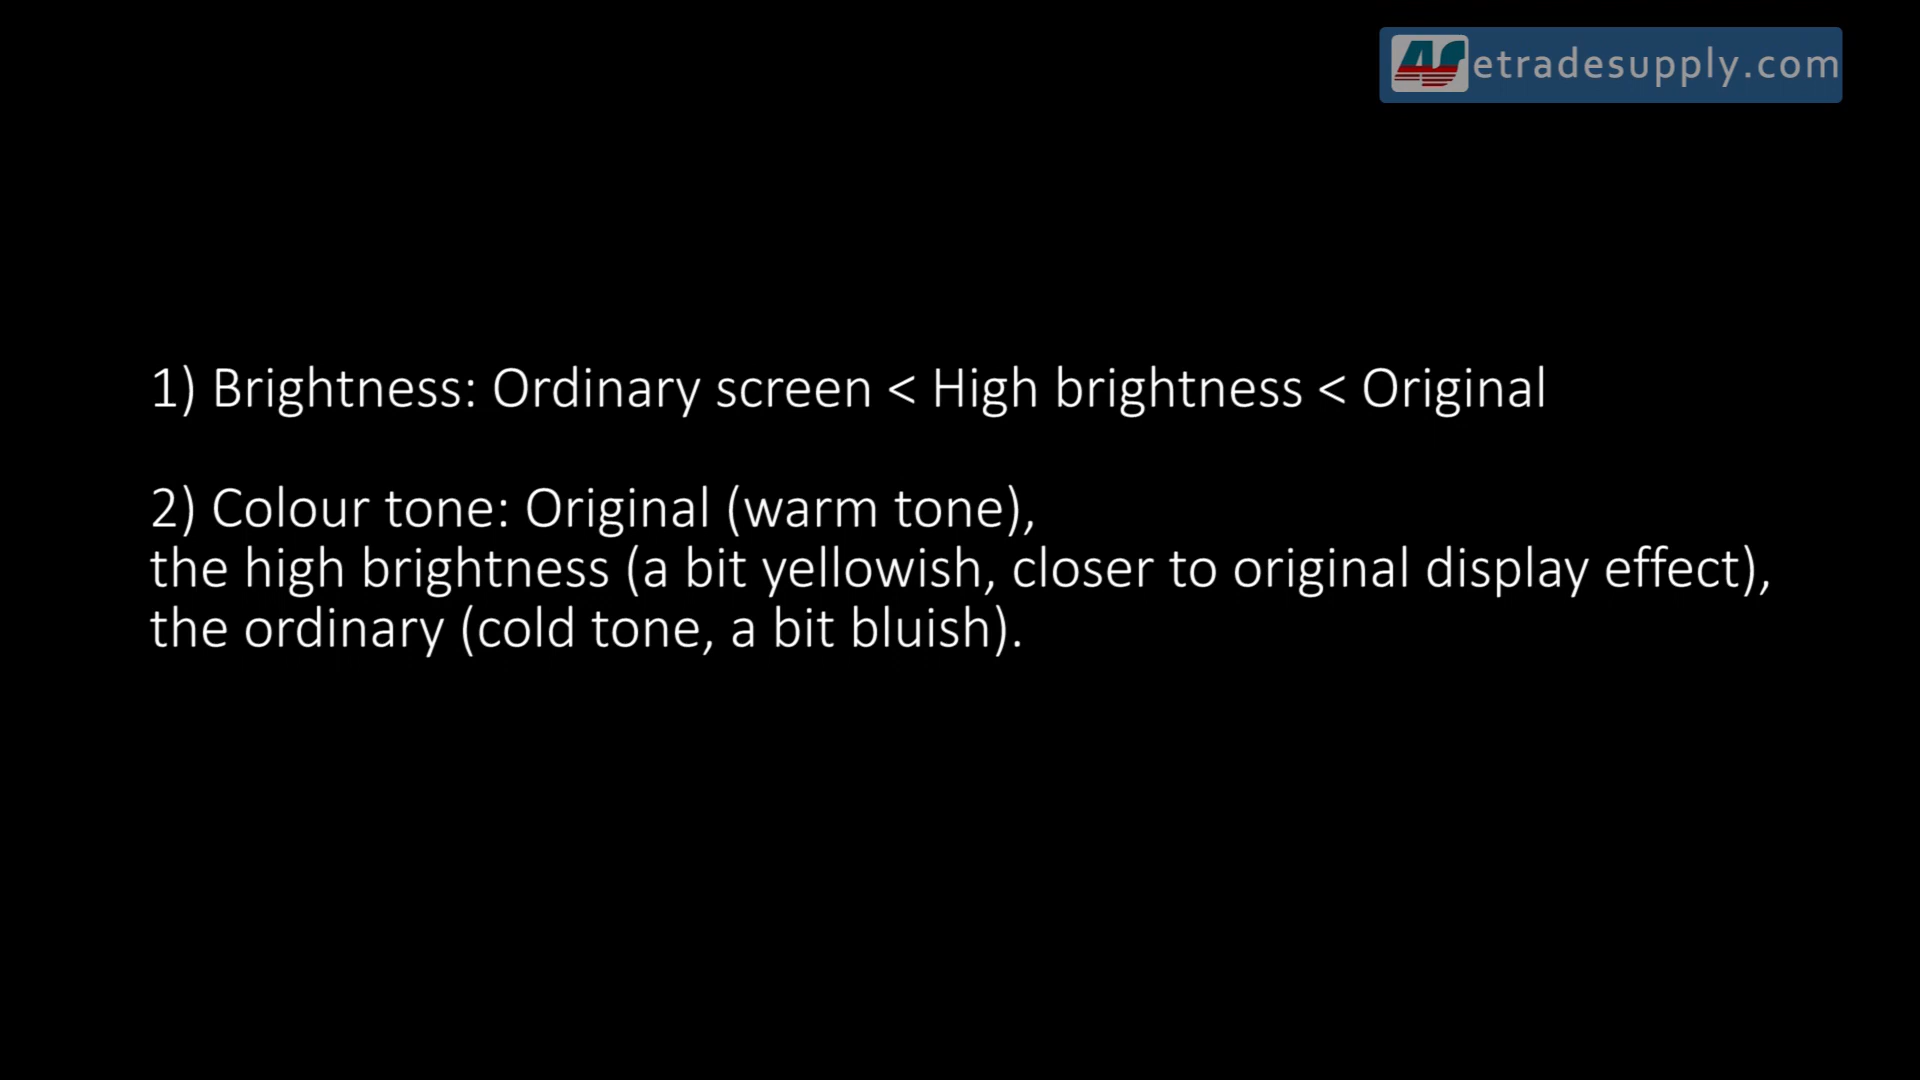 etradesupply.com
1) Brightness: Ordinary screen < High brightness < Original
2) Colour tone: Original (warm tone),
the high brightness (a bit yellowish, closer to original display effect),
the ordinary (cold tone, a bit bluish).